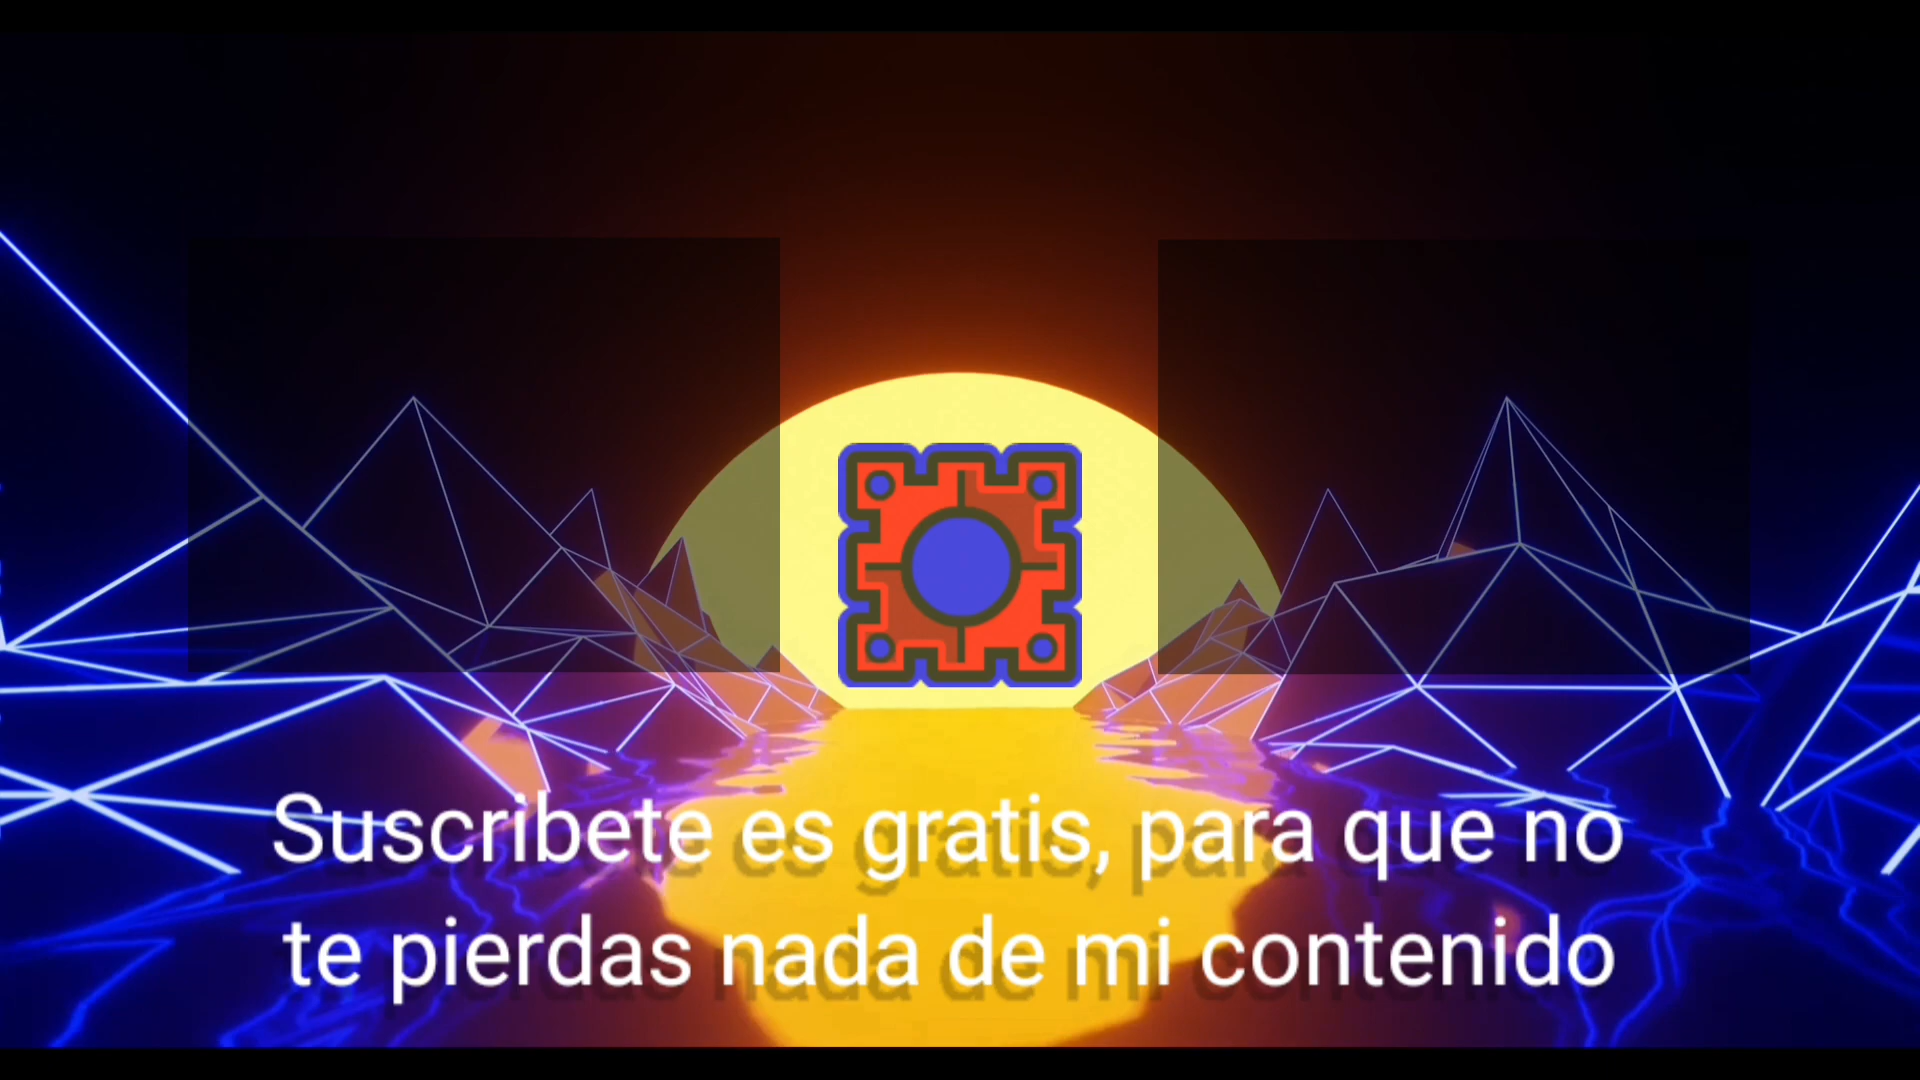 Suscribete es gratis, para que no
te pierdas nada de mi contenido